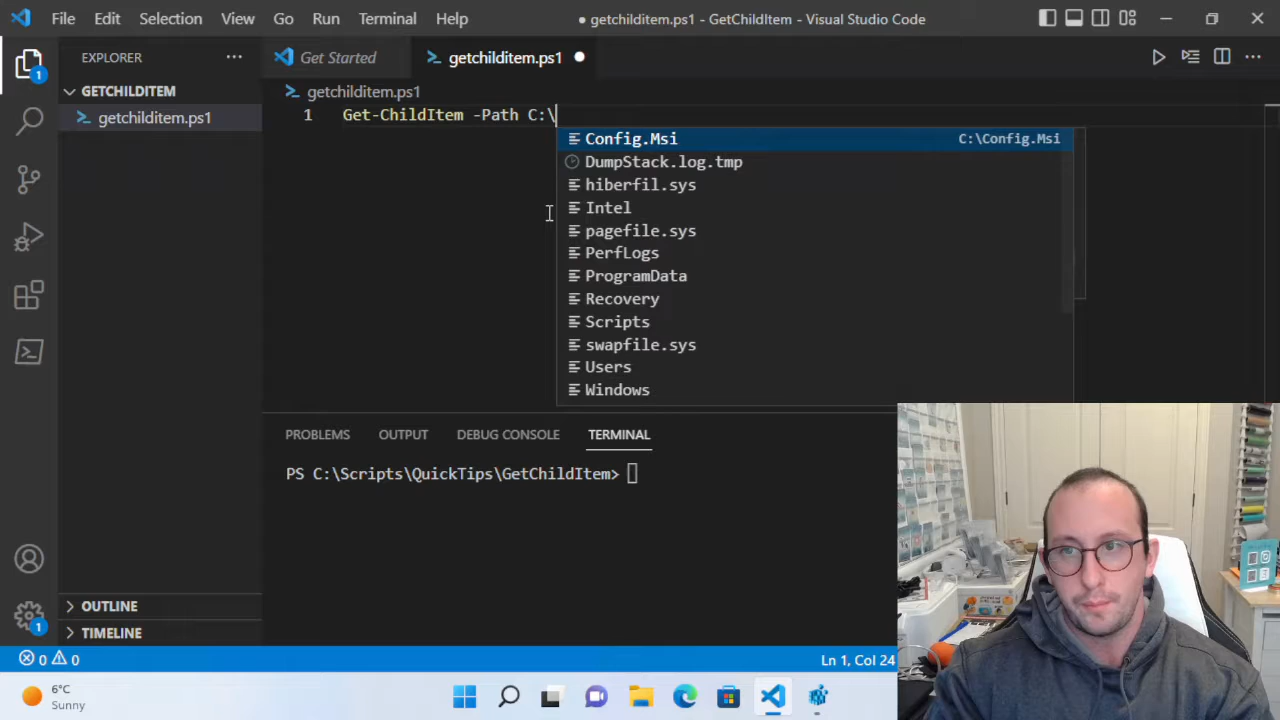 File Edit Selection View Go Run Terminal Help ● getchilditem.ps1 - GetChildItem - Visual Studio Code
EXPLORER ... Get Started getchilditem.ps1
GETCHILDITEM
getchilditem.ps1
getchilditem.ps1
1 Get-ChildItem -Path C:\
Config.Msi C:\Config.Msi
DumpStack.log.tmp
hiberfil.sys
Intel
pagefile.sys
PerfLogs
ProgramData
Recovery
Scripts
swapfile.sys
Users
Windows
PROBLEMS OUTPUT DEBUG CONSOLE TERMINAL
PS C:\Scripts\QuickTips\GetChildItem>
OUTLINE
TIMELINE
1
1
0 0 Ln 1, Col 24
6°C
Sunny